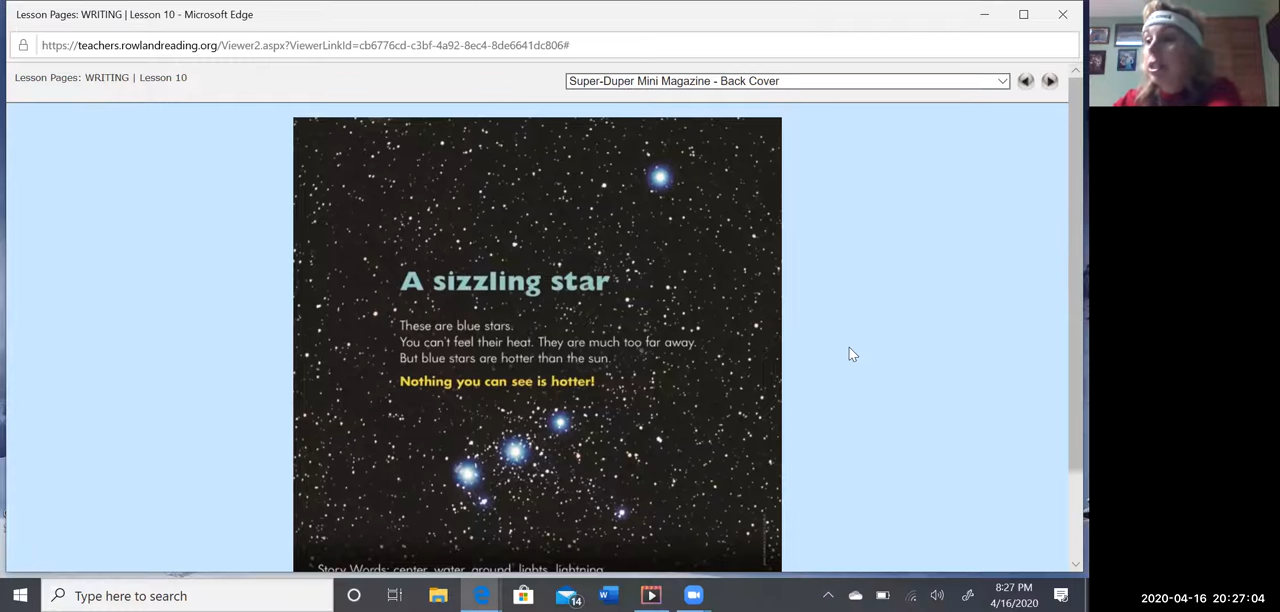 Lesson Pages: WRITING | Lesson 10 - Microsoft Edge
https://teachers.rowlandreading.org/Viewer2.aspx?ViewerLinkId=cb6776cd-c3bf-4a92-8ec4-8de6641dc806#
Lesson Pages: WRITING | Lesson 10
Super-Duper Mini Magazine - Back Cover
A sizzling star
These are blue stars.
You can't feel their heat. They are much too far away.
But blue stars are hotter than the sun.
Nothing you can see is hotter!
Story Words: center, water, ground, lights, lightning
Type here to search
14
8:27 PM
4/16/2020
2020-04-16 20:27:04